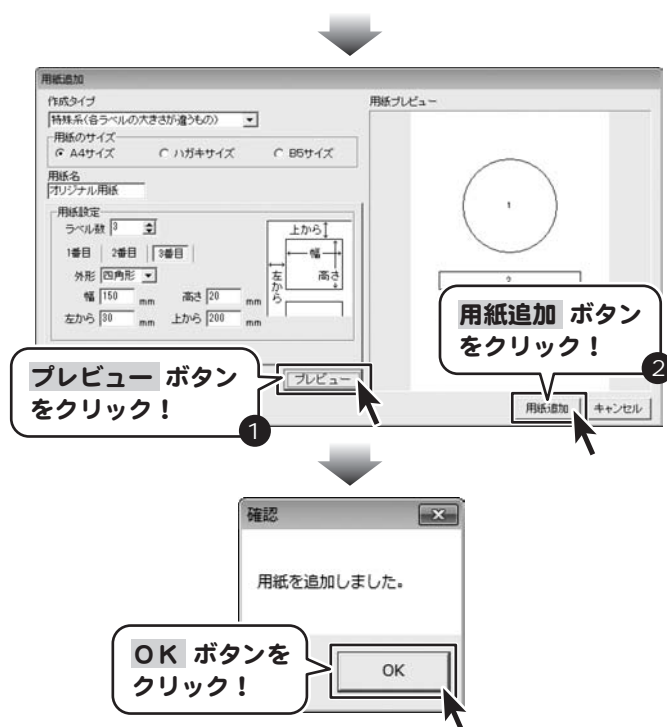 用紙追加
作成タイプ
特殊系(各ラベルの大きさが違うもの)
用紙のサイズ
A4サイズ ハガキサイズ B5サイズ
用紙名
オリジナル用紙
用紙設定
ラベル数 3
1番目 2番目 3番目
外形 四角形
幅 150 mm 高さ 20 mm
左から 30 mm 上から 200 mm
上から
幅
左から
高さ
プレビュー
用紙プレビュー
1
2
プレビュー ボタン
をクリック！
1
用紙追加 ボタン
をクリック！
2
用紙追加 キャンセル
確認
用紙を追加しました。
OK
OK ボタンを
クリック！